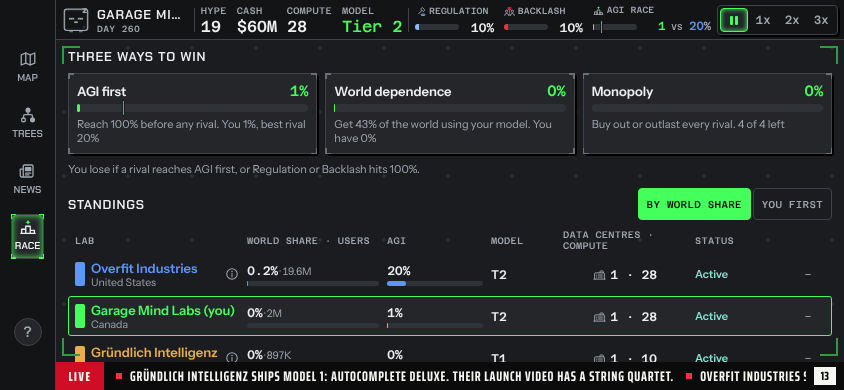 GARAGE MI...
DAY 260
HYPE
19
CASH
$60M
COMPUTE
28
MODEL
Tier 2
REGULATION
10%
BACKLASH
10%
AGI RACE
1 vs 20%
1x
2x
3x
MAP
TREES
NEWS
RACE
?
THREE WAYS TO WIN
AGI first
1%
Reach 100% before any rival. You 1%, best rival
20%
World dependence
0%
Get 43% of the world using your model. You
have 0%
Monopoly
0%
Buy out or outlast every rival. 4 of 4 left
You lose if a rival reaches AGI first, or Regulation or Backlash hits 100%.
STANDINGS
BY WORLD SHARE
YOU FIRST
LAB
WORLD SHARE · USERS
AGI
MODEL
DATA CENTRES ·
COMPUTE
STATUS
Overfit Industries
United States
0.2%·19.6M
20%
T2
1 · 28
Active
–
Garage Mind Labs (you)
Canada
0%·2M
1%
T2
1 · 28
Active
–
Gründlich Intelligenz
0%·897K
0%
T1
1 · 10
Active
–
LIVE
GRÜNDLICH INTELLIGENZ SHIPS MODEL 1: AUTOCOMPLETE DELUXE. THEIR LAUNCH VIDEO HAS A STRING QUARTET.
OVERFIT INDUSTRIES
13